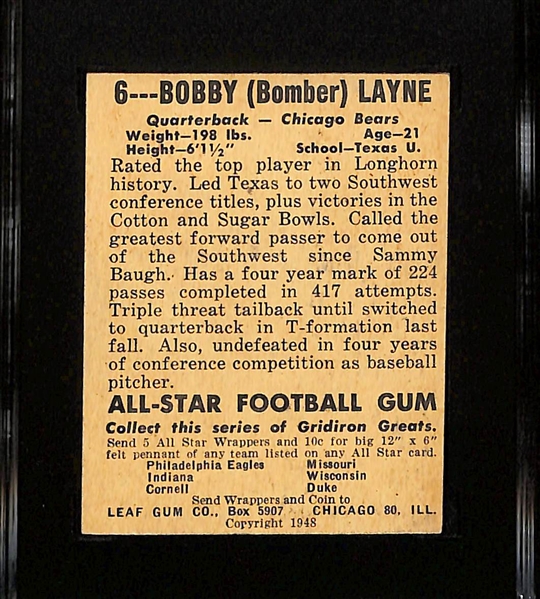 6---BOBBY (Bomber) LAYNE
Quarterback — Chicago Bears
Weight—198 lbs. Age—21
Height—6'1½" School—Texas U.
Rated the top player in Longhorn
history. Led Texas to two Southwest
conference titles, plus victories in the
Cotton and Sugar Bowls. Called the
greatest forward passer to come out
of the Southwest since Sammy
Baugh. Has a four year mark of 224
passes completed in 417 attempts.
Triple threat tailback until switched
to quarterback in T-formation last
fall. Also, undefeated in four years
of conference competition as baseball
pitcher.
ALL-STAR FOOTBALL GUM
Collect this series of Gridiron Greats.
Send 5 All Star Wrappers and 10c for big 12" x 6"
felt pennant of any team listed on any All Star card.
Philadelphia Eagles Missouri
Indiana Wisconsin
Cornell Duke
Send Wrappers and Coin to
LEAF GUM CO., Box 5907 CHICAGO 80, ILL.
Copyright 1948